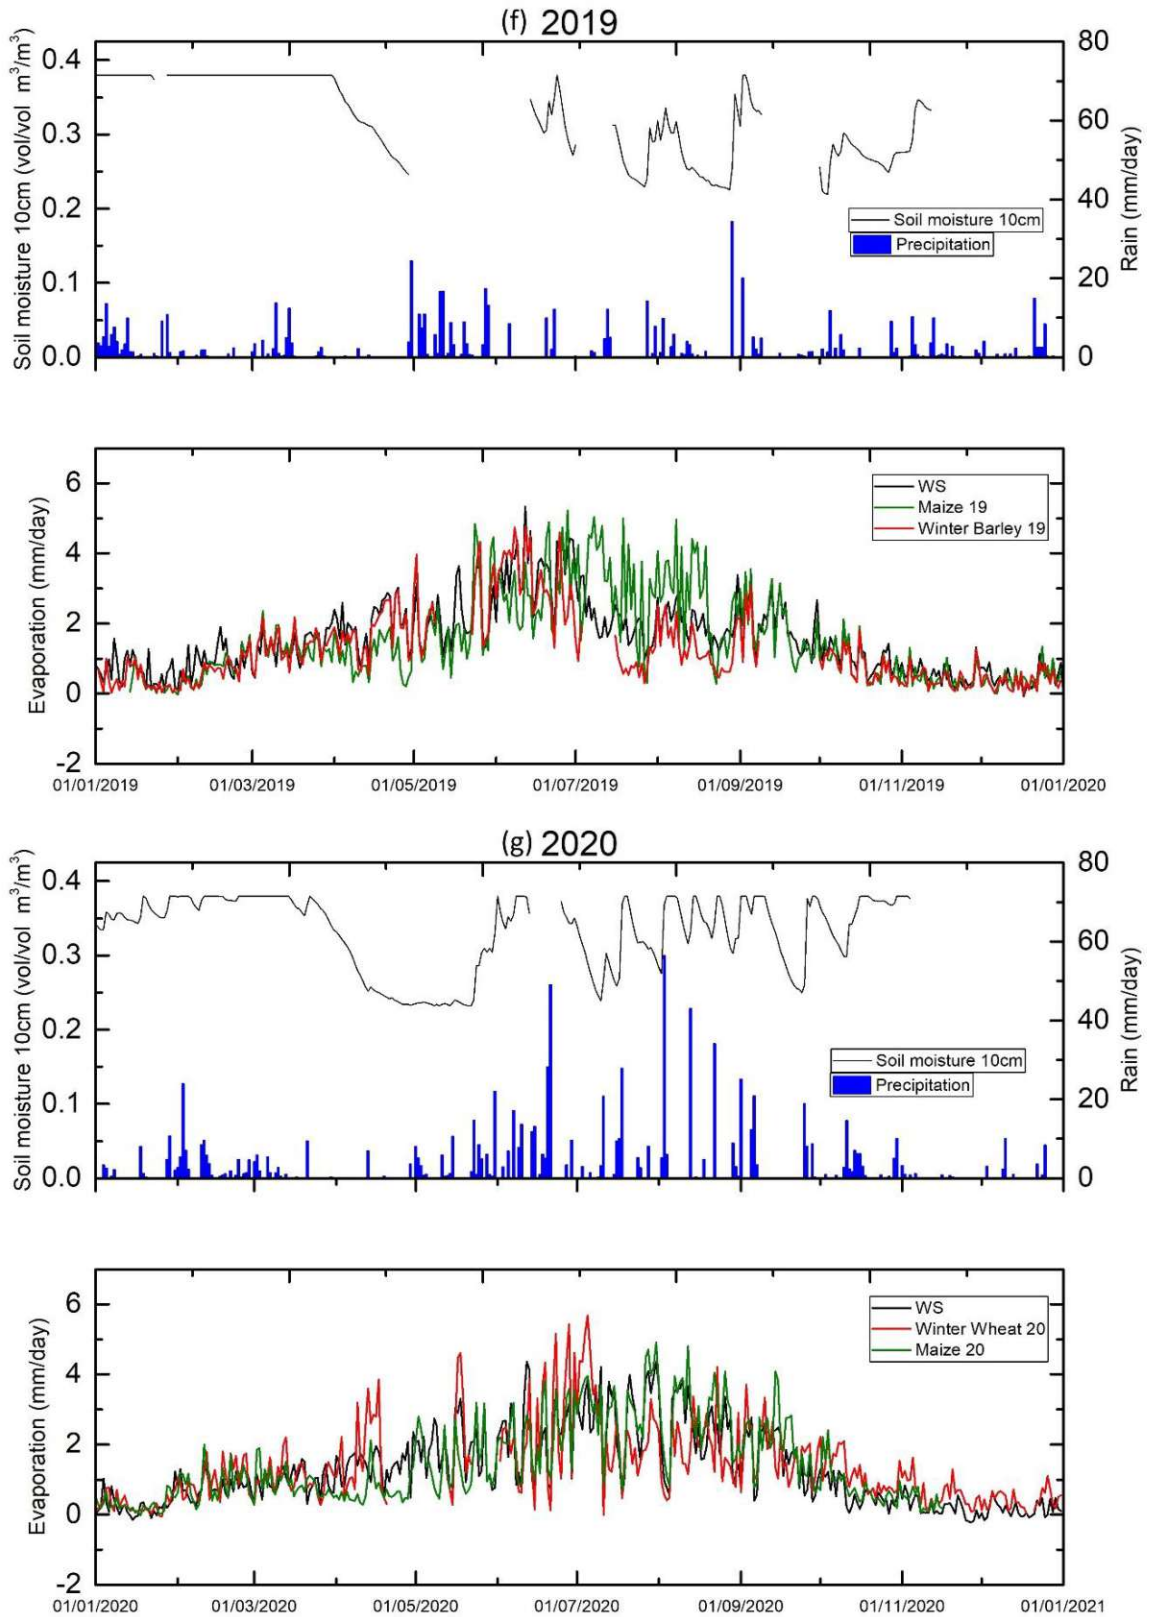 (f) 2019
Soil moisture 10cm (vol/vol m³/m³)
0.4
0.3
0.2
0.1
0.0
80
60
40
20
0
Rain (mm/day)
Soil moisture 10cm
Precipitation
Evaporation (mm/day)
6
4
2
0
-2
WS
Maize 19
Winter Barley 19
01/01/2019 01/03/2019 01/05/2019 01/07/2019 01/09/2019 01/11/2019 01/01/2020
(g) 2020
Soil moisture 10cm (vol/vol m³/m³)
0.4
0.3
0.2
0.1
0.0
80
60
40
20
0
Rain (mm/day)
Soil moisture 10cm
Precipitation
Evaporation (mm/day)
6
4
2
0
-2
WS
Winter Wheat 20
Maize 20
01/01/2020 01/03/2020 01/05/2020 01/07/2020 01/09/2020 01/11/2020 01/01/2021